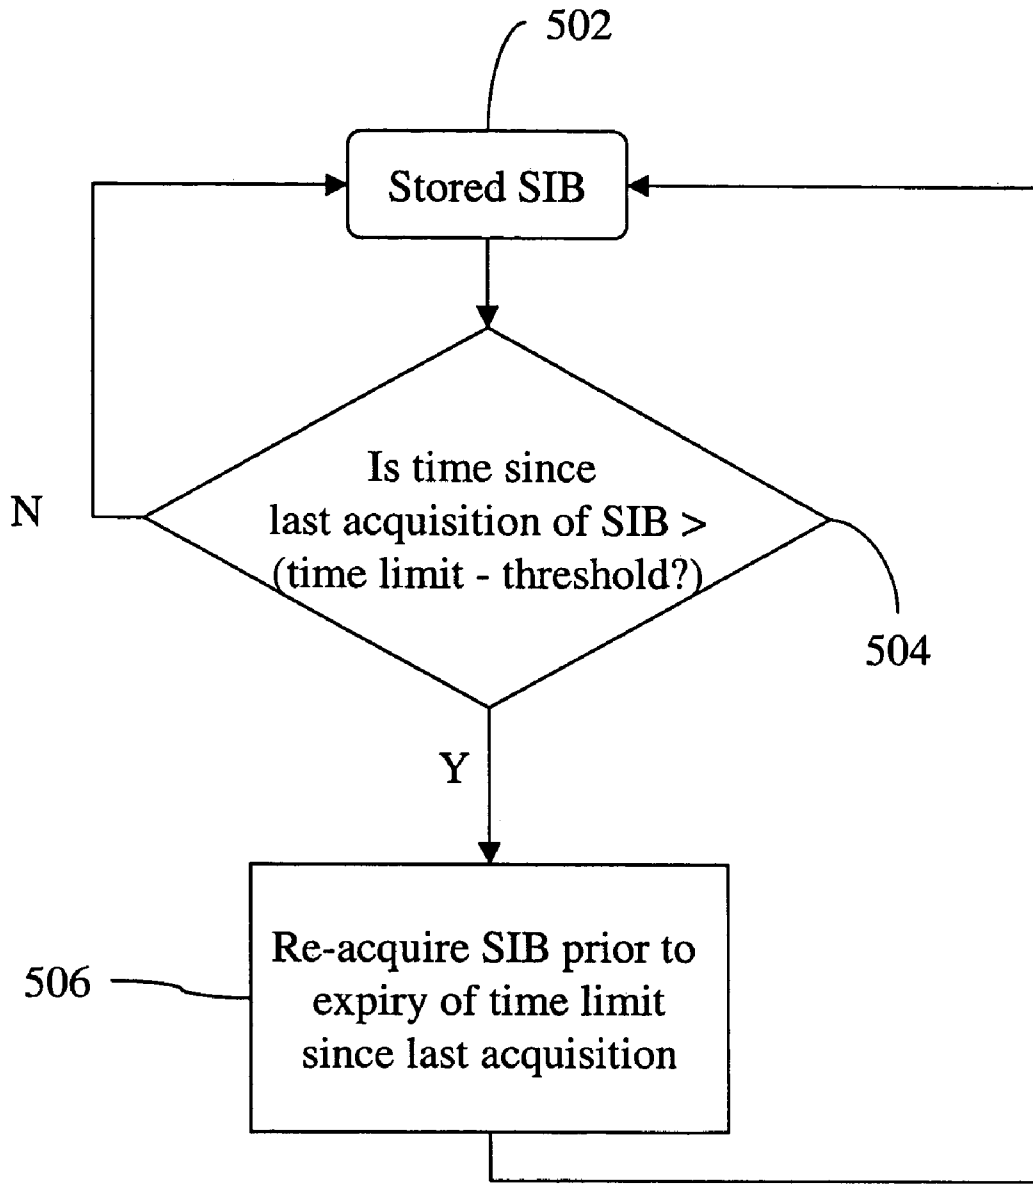 502
Stored SIB
Is time since
last acquisition of SIB >
(time limit - threshold?)
N
504
Y
Re-acquire SIB prior to
expiry of time limit
since last acquisition
506